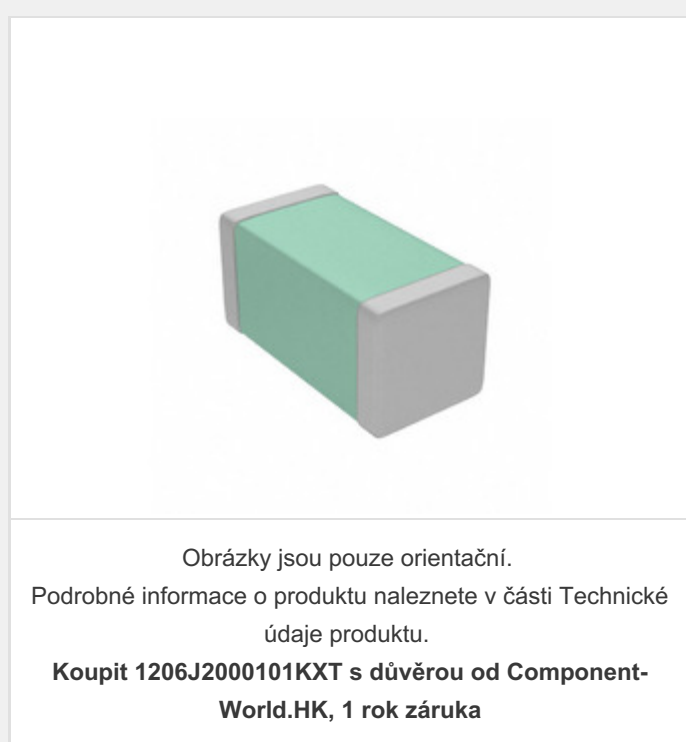 Obrázky jsou pouze orientační.
Podrobné informace o produktu naleznete v části Technické
údaje produktu.
Koupit 1206J2000101KXT s důvěrou od Component-
World.HK, 1 rok záruka